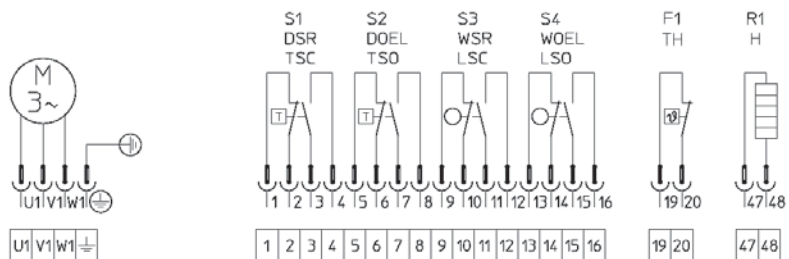 S1 S2 S3 S4 F1 R1
DSR DOEL WSR WOEL TH H
TSC TSO LSC LSO
M
3~
T T ϑ
U1 V1 W1 1 2 3 4 5 6 7 8 9 10 11 12 13 14 15 16 19 20 47 48
U1 V1 W1 1 2 3 4 5 6 7 8 9 10 11 12 13 14 15 16 19 20 47 48